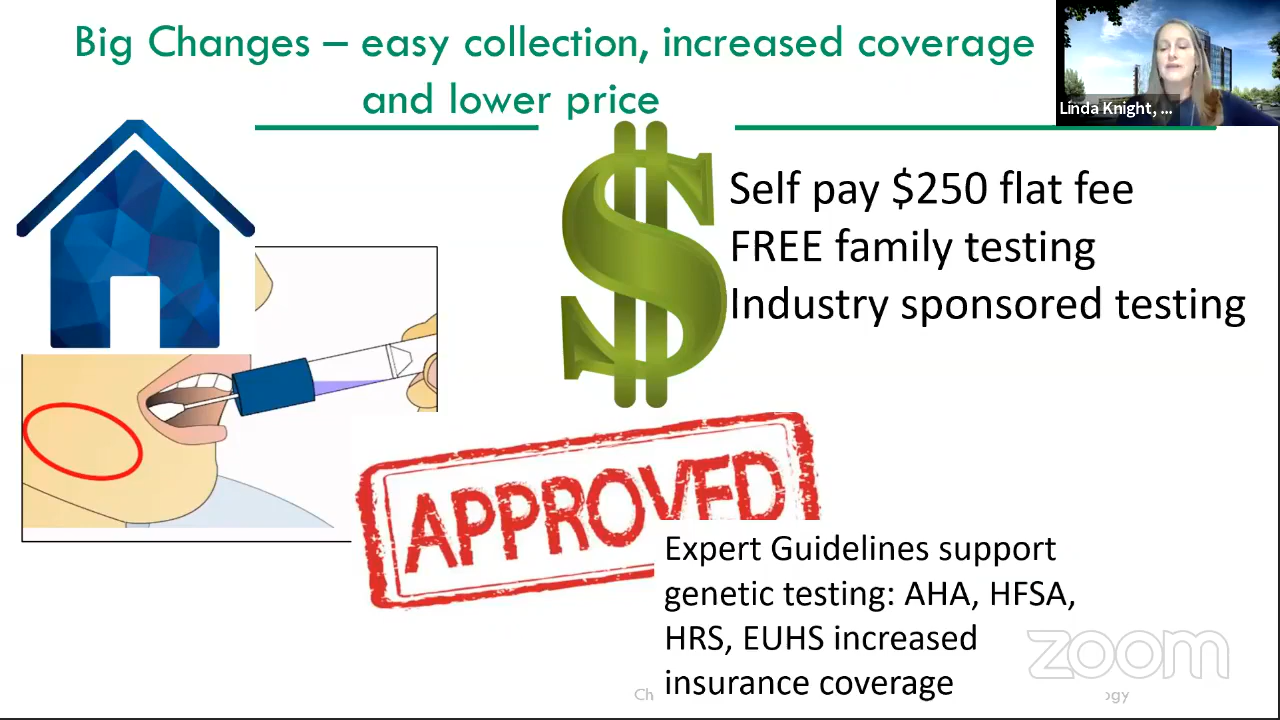 Big Changes – easy collection, increased coverage
and lower price
Linda Knight, ...
Self pay $250 flat fee
FREE family testing
Industry sponsored testing
APPROVED
Expert Guidelines support
genetic testing: AHA, HFSA,
HRS, EUHS increased
insurance coverage
zoom